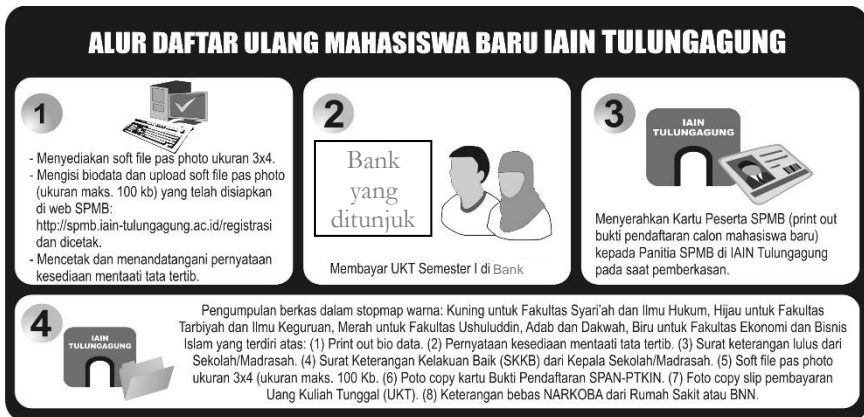 ALUR DAFTAR ULANG MAHASISWA BARU IAIN TULUNGAGUNG
1
- Menyediakan soft file pas photo ukuran 3x4.
- Mengisi biodata dan upload soft file pas photo
(ukuran maks. 100 kb) yang telah disiapkan
di web SPMB:
http://spmb.iain-tulungagung.ac.id/registrasi
dan dicetak.
- Mencetak dan menandatangani pernyataan
kesediaan mentaati tata tertib.
2
Bank
yang
ditunjuk
Membayar UKT Semester I di Bank
3
IAIN
TULUNGAGUNG
Menyerahkan Kartu Peserta SPMB (print out
bukti pendaftaran calon mahasiswa baru)
kepada Panitia SPMB di IAIN Tulungagung
pada saat pemberkasan.
4
IAIN
TULUNGAGUNG
Pengumpulan berkas dalam stopmap warna: Kuning untuk Fakultas Syari'ah dan Ilmu Hukum, Hijau untuk Fakultas
Tarbiyah dan Ilmu Keguruan, Merah untuk Fakultas Ushuluddin, Adab dan Dakwah, Biru untuk Fakultas Ekonomi dan Bisnis
Islam yang terdiri atas: (1) Print out bio data. (2) Pernyataan kesediaan mentaati tata tertib. (3) Surat keterangan lulus dari
Sekolah/Madrasah. (4) Surat Keterangan Kelakuan Baik (SKKB) dari Kepala Sekolah/Madrasah. (5) Soft file pas photo
ukuran 3x4 (ukuran maks. 100 Kb. (6) Poto copy kartu Bukti Pendaftaran SPAN-PTKIN. (7) Foto copy slip pembayaran
Uang Kuliah Tunggal (UKT). (8) Keterangan bebas NARKOBA dari Rumah Sakit atau BNN.